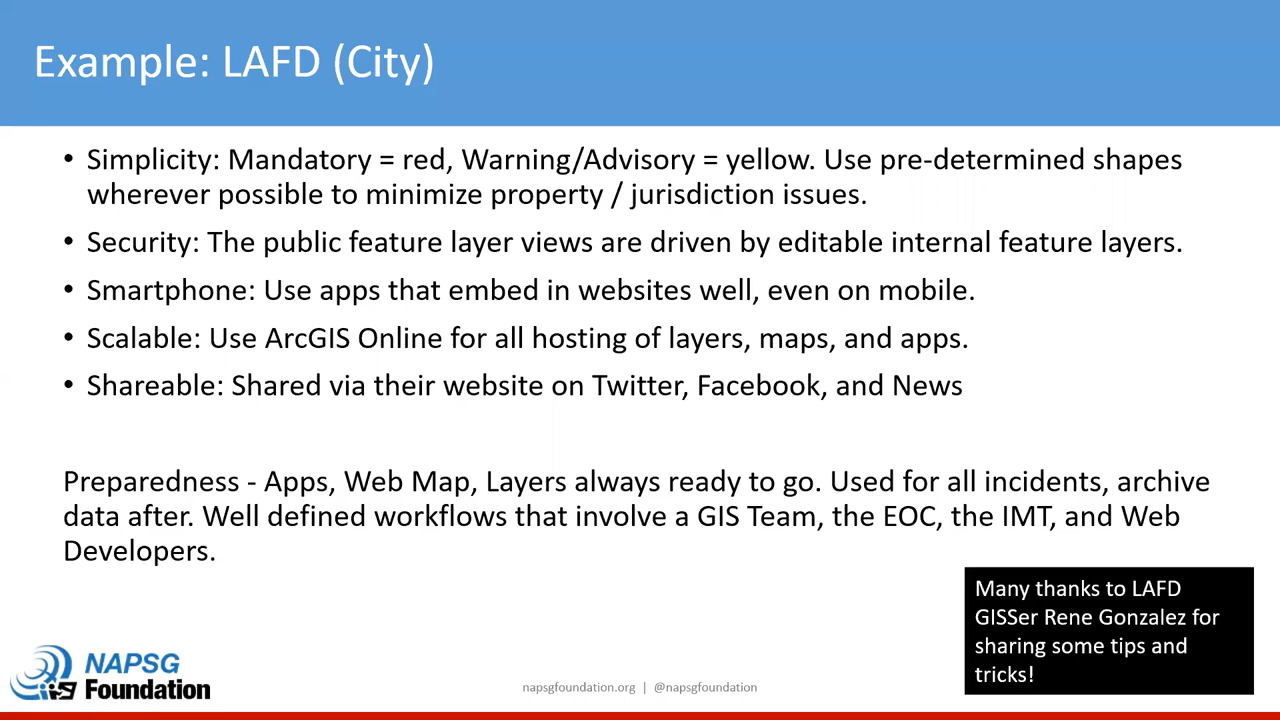 Example: LAFD (City)
• Simplicity: Mandatory = red, Warning/Advisory = yellow. Use pre-determined shapes
wherever possible to minimize property / jurisdiction issues.
• Security: The public feature layer views are driven by editable internal feature layers.
• Smartphone: Use apps that embed in websites well, even on mobile.
• Scalable: Use ArcGIS Online for all hosting of layers, maps, and apps.
• Shareable: Shared via their website on Twitter, Facebook, and News
Preparedness - Apps, Web Map, Layers always ready to go. Used for all incidents, archive
data after. Well defined workflows that involve a GIS Team, the EOC, the IMT, and Web
Developers.
Many thanks to LAFD
GISSer Rene Gonzalez for
sharing some tips and
tricks!
NAPSG
Foundation
napsgfoundation.org | @napsgfoundation